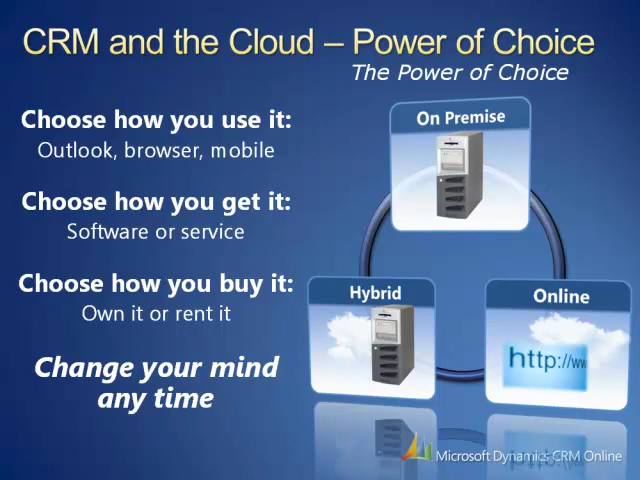 CRM and the Cloud – Power of Choice
The Power of Choice
Choose how you use it:
Outlook, browser, mobile
Choose how you get it:
Software or service
Choose how you buy it:
Own it or rent it
Change your mind
any time
On Premise
Hybrid
Online
http://ww
Microsoft Dynamics CRM Online